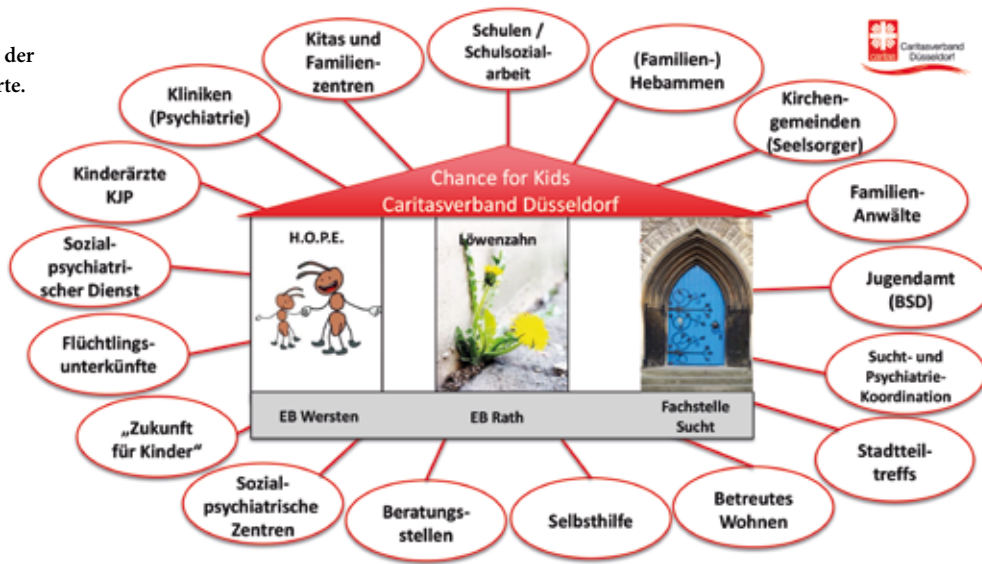 der
rte.
Kitas und
Familien-
zentren
Schulen /
Schulsozial-
arbeit
(Familien-)
Hebammen
Caritas
Caritasverband
Düsseldorf
Kliniken
(Psychiatrie)
Kirchen-
gemeinden
(Seelsorger)
Kinderärzte
KJP
Chance for Kids
Caritasverband Düsseldorf
Familien-
Anwälte
Sozial-
psychiatri-
scher Dienst
H.O.P.E.
Löwenzahn
Jugendamt
(BSD)
Flüchtlings-
unterkünfte
Sucht- und
Psychiatrie-
Koordination
„Zukunft
für Kinder“
EB Wersten
EB Rath
Fachstelle
Sucht
Stadtteil-
treffs
Sozial-
psychiatrische
Zentren
Beratungs-
stellen
Selbsthilfe
Betreutes
Wohnen